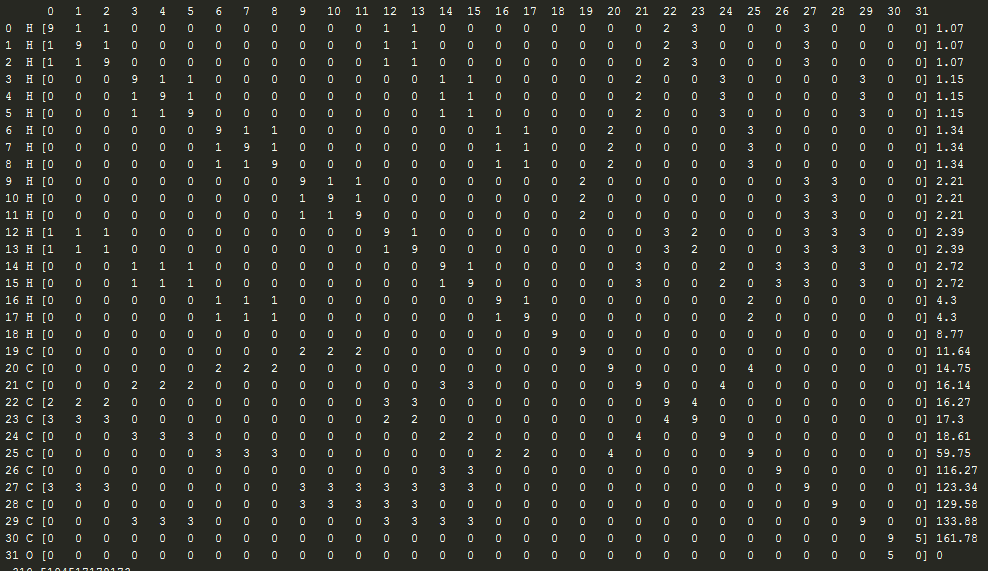 0 1 2 3 4 5 6 7 8 9 10 11 12 13 14 15 16 17 18 19 20 21 22 23 24 25 26 27 28 29 30 31
0 H [9 1 1 0 0 0 0 0 0 0 0 0 1 1 0 0 0 0 0 0 0 0 2 3 0 0 0 3 0 0 0 0] 1.07
1 H [1 9 1 0 0 0 0 0 0 0 0 0 1 1 0 0 0 0 0 0 0 0 2 3 0 0 0 3 0 0 0 0] 1.07
2 H [1 1 9 0 0 0 0 0 0 0 0 0 1 1 0 0 0 0 0 0 0 0 2 3 0 0 0 3 0 0 0 0] 1.07
3 H [0 0 0 9 1 1 0 0 0 0 0 0 0 0 1 1 0 0 0 0 0 2 0 0 3 0 0 0 0 3 0 0] 1.15
4 H [0 0 0 1 9 1 0 0 0 0 0 0 0 0 1 1 0 0 0 0 0 2 0 0 3 0 0 0 0 3 0 0] 1.15
5 H [0 0 0 1 1 9 0 0 0 0 0 0 0 0 1 1 0 0 0 0 0 2 0 0 3 0 0 0 0 3 0 0] 1.15
6 H [0 0 0 0 0 0 9 1 1 0 0 0 0 0 0 0 1 1 0 0 2 0 0 0 0 3 0 0 0 0 0 0] 1.34
7 H [0 0 0 0 0 0 1 9 1 0 0 0 0 0 0 0 1 1 0 0 2 0 0 0 0 3 0 0 0 0 0 0] 1.34
8 H [0 0 0 0 0 0 1 1 9 0 0 0 0 0 0 0 1 1 0 0 2 0 0 0 0 3 0 0 0 0 0 0] 1.34
9 H [0 0 0 0 0 0 0 0 0 9 1 1 0 0 0 0 0 0 0 2 0 0 0 0 0 0 0 3 3 0 0 0] 2.21
10 H [0 0 0 0 0 0 0 0 0 1 9 1 0 0 0 0 0 0 0 2 0 0 0 0 0 0 0 3 3 0 0 0] 2.21
11 H [0 0 0 0 0 0 0 0 0 1 1 9 0 0 0 0 0 0 0 2 0 0 0 0 0 0 0 3 3 0 0 0] 2.21
12 H [1 1 1 0 0 0 0 0 0 0 0 0 9 1 0 0 0 0 0 0 0 0 3 2 0 0 0 3 3 3 0 0] 2.39
13 H [1 1 1 0 0 0 0 0 0 0 0 0 1 9 0 0 0 0 0 0 0 0 3 2 0 0 0 3 3 3 0 0] 2.39
14 H [0 0 0 1 1 1 0 0 0 0 0 0 0 0 9 1 0 0 0 0 0 3 0 0 2 0 3 3 0 3 0 0] 2.72
15 H [0 0 0 1 1 1 0 0 0 0 0 0 0 0 1 9 0 0 0 0 0 3 0 0 2 0 3 3 0 3 0 0] 2.72
16 H [0 0 0 0 0 0 1 1 1 0 0 0 0 0 0 0 9 1 0 0 0 0 0 0 0 2 0 0 0 0 0 0] 4.3
17 H [0 0 0 0 0 0 1 1 1 0 0 0 0 0 0 0 1 9 0 0 0 0 0 0 0 2 0 0 0 0 0 0] 4.3
18 H [0 0 0 0 0 0 0 0 0 0 0 0 0 0 0 0 0 0 9 0 0 0 0 0 0 0 0 0 0 0 0 0] 8.77
19 C [0 0 0 0 0 0 0 0 0 2 2 2 0 0 0 0 0 0 0 9 0 0 0 0 0 0 0 0 0 0 0 0] 11.64
20 C [0 0 0 0 0 0 2 2 2 0 0 0 0 0 0 0 0 0 0 0 9 0 0 0 0 4 0 0 0 0 0 0] 14.75
21 C [0 0 0 2 2 2 0 0 0 0 0 0 0 0 3 3 0 0 0 0 0 9 0 0 4 0 0 0 0 0 0 0] 16.14
22 C [2 2 2 0 0 0 0 0 0 0 0 0 3 3 0 0 0 0 0 0 0 0 9 4 0 0 0 0 0 0 0 0] 16.27
23 C [3 3 3 0 0 0 0 0 0 0 0 0 2 2 0 0 0 0 0 0 0 0 4 9 0 0 0 0 0 0 0 0] 17.3
24 C [0 0 0 3 3 3 0 0 0 0 0 0 0 0 2 2 0 0 0 0 0 4 0 0 9 0 0 0 0 0 0 0] 18.61
25 C [0 0 0 0 0 0 3 3 3 0 0 0 0 0 0 0 2 2 0 0 4 0 0 0 0 9 0 0 0 0 0 0] 59.75
26 C [0 0 0 0 0 0 0 0 0 0 0 0 0 0 3 3 0 0 0 0 0 0 0 0 0 0 9 0 0 0 0 0] 116.27
27 C [3 3 3 0 0 0 0 0 0 3 3 3 3 3 3 3 0 0 0 0 0 0 0 0 0 0 0 9 0 0 0 0] 123.34
28 C [0 0 0 0 0 0 0 0 0 3 3 3 3 3 0 0 0 0 0 0 0 0 0 0 0 0 0 0 9 0 0 0] 129.58
29 C [0 0 0 3 3 3 0 0 0 0 0 0 3 3 3 3 0 0 0 0 0 0 0 0 0 0 0 0 0 9 0 0] 133.88
30 C [0 0 0 0 0 0 0 0 0 0 0 0 0 0 0 0 0 0 0 0 0 0 0 0 0 0 0 0 0 0 9 5] 161.78
31 O [0 0 0 0 0 0 0 0 0 0 0 0 0 0 0 0 0 0 0 0 0 0 0 0 0 0 0 0 0 0 5 0] 0